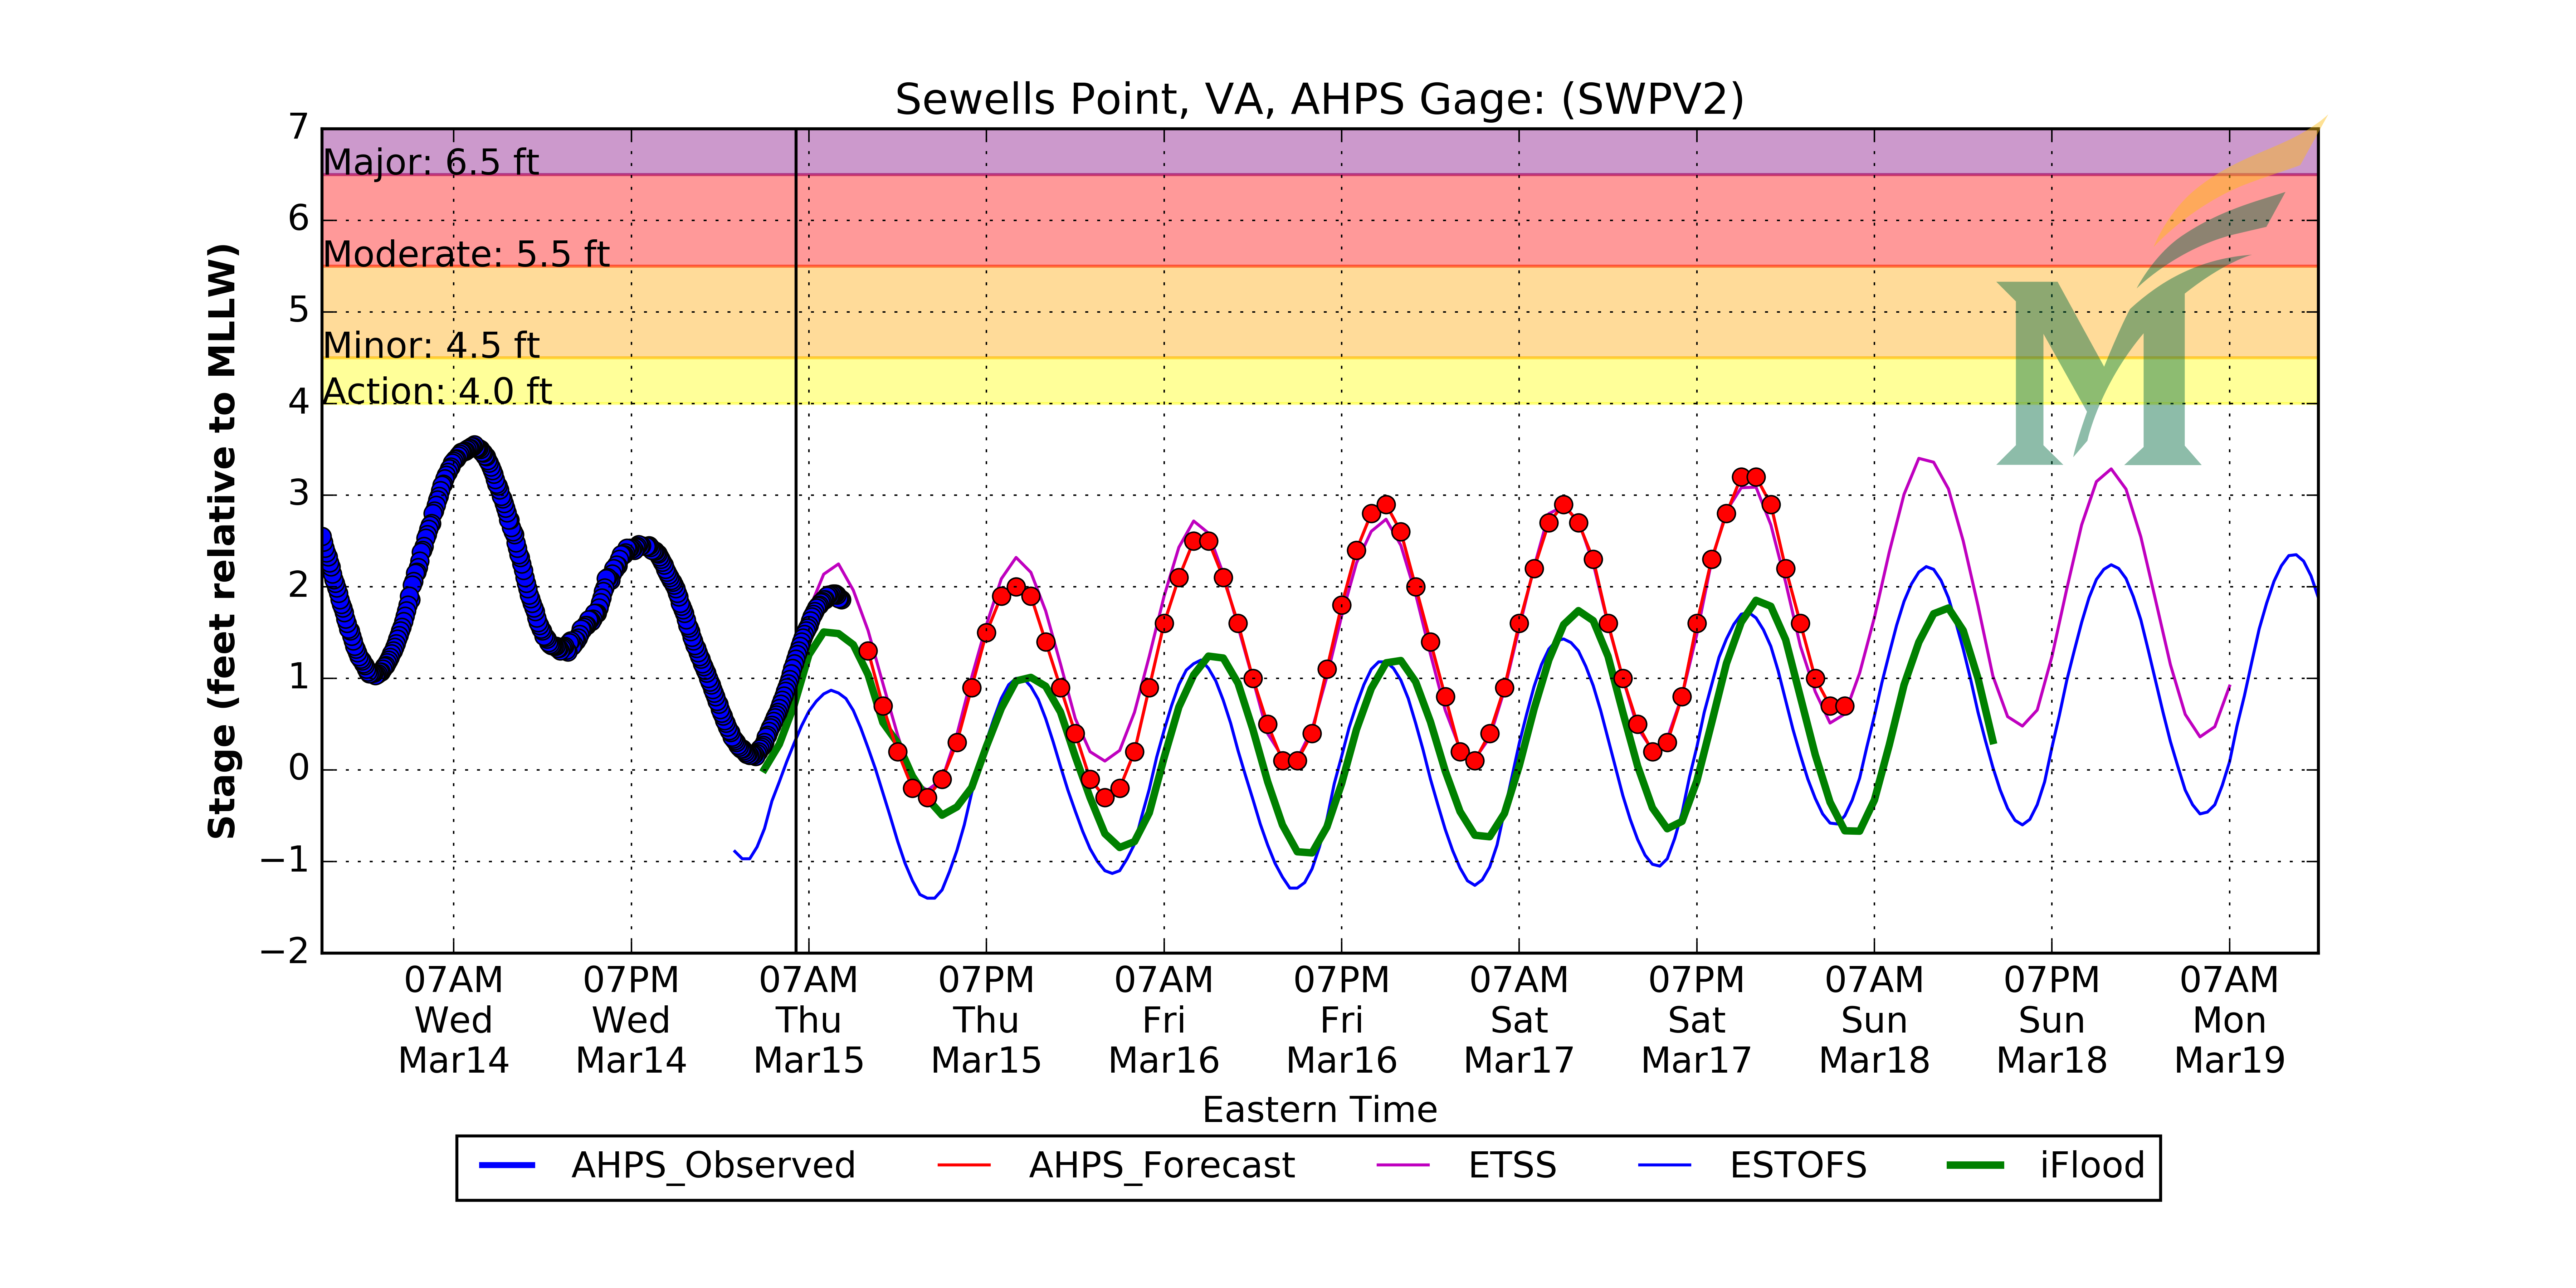 Sewells Point, VA, AHPS Gage: (SWPV2)
7
Major: 6.5 ft
6
Moderate: 5.5 ft
5
Minor: 4.5 ft
Action: 4.0 ft
4
3
2
1
0
−1
−2
Stage (feet relative to MLLW)
07AM 07PM 07AM 07PM 07AM 07PM 07AM 07PM 07AM 07PM 07AM
Wed Wed Thu Thu Fri Fri Sat Sat Sun Sun Mon
Mar14 Mar14 Mar15 Mar15 Mar16 Mar16 Mar17 Mar17 Mar18 Mar18 Mar19
Eastern Time
AHPS_Observed AHPS_Forecast ETSS ESTOFS iFlood
M